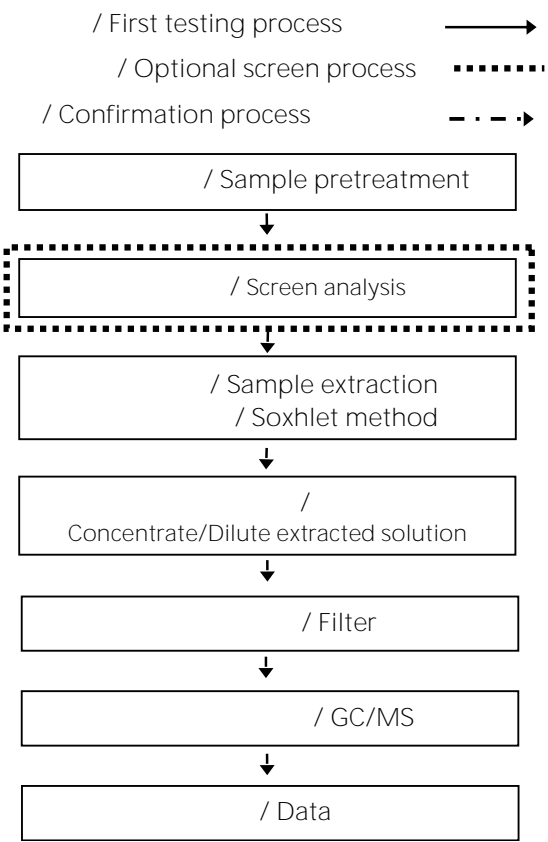 / First testing process
/ Optional screen process
/ Confirmation process
/ Sample pretreatment
/ Screen analysis
/ Sample extraction
/ Soxhlet method
/
Concentrate/Dilute extracted solution
/ Filter
/ GC/MS
/ Data